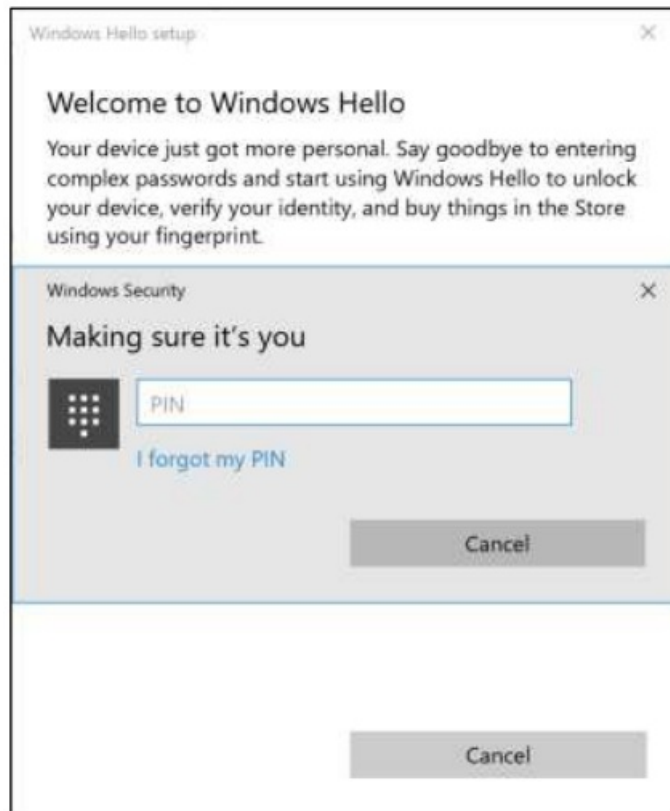 Windows Hello setup
Welcome to Windows Hello
Your device just got more personal. Say goodbye to entering
complex passwords and start using Windows Hello to unlock
your device, verify your identity, and buy things in the Store
using your fingerprint.
Windows Security
Making sure it's you
PIN
I forgot my PIN
Cancel
Cancel